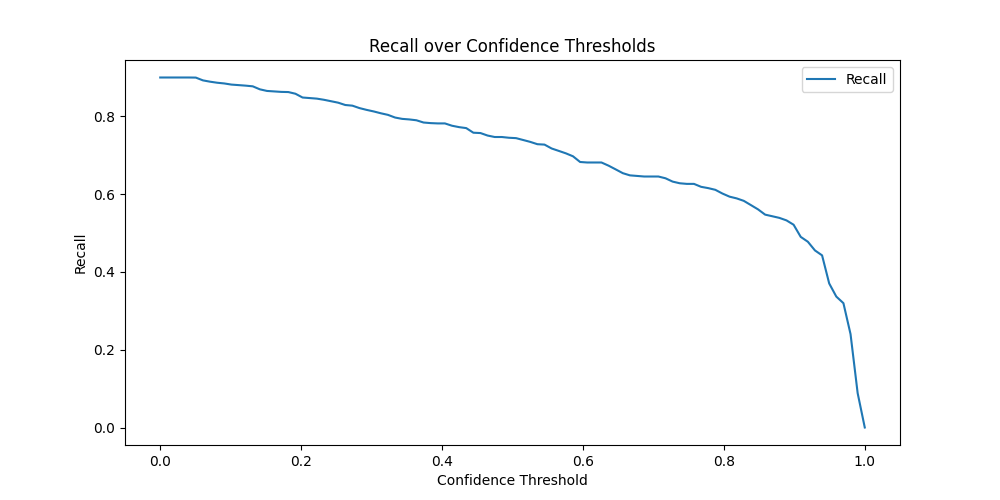 Recall over Confidence Thresholds
Recall
Recall
0.8
0.6
0.4
0.2
0.0
0.0 0.2 0.4 0.6 0.8 1.0
Confidence Threshold